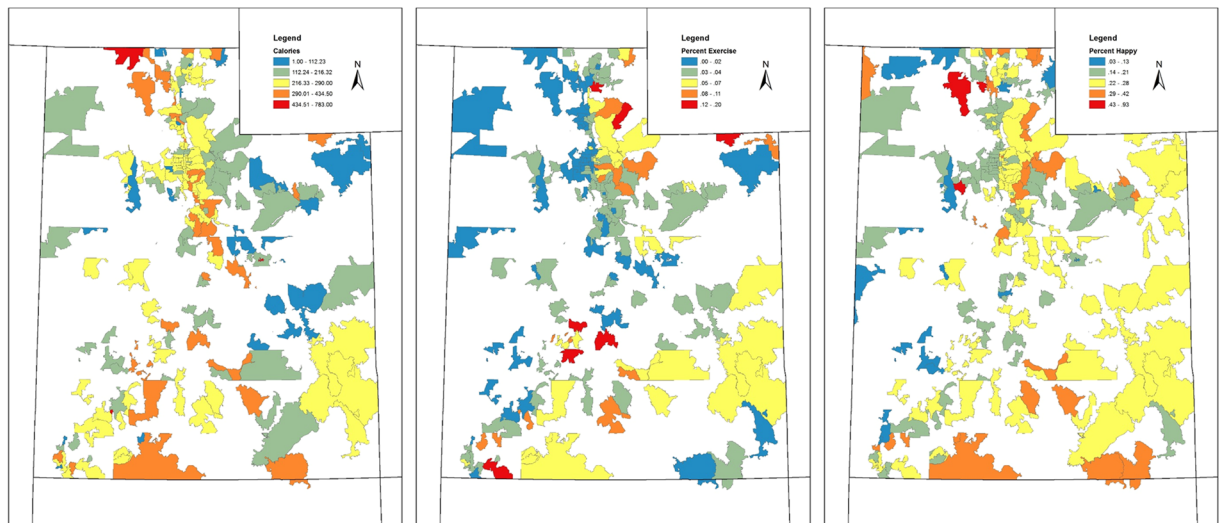 Legend
Calories
1.00 - 112.23
112.24 - 216.32
216.33 - 290.00
290.01 - 434.50
434.51 - 783.00
N
Legend
Percent Exercise
.00 - .02
.03 - .04
.05 - .07
.08 - .11
.12 - .20
N
Legend
Percent Happy
.03 - .13
.14 - .21
.22 - .28
.29 - .42
.43 - .93
N